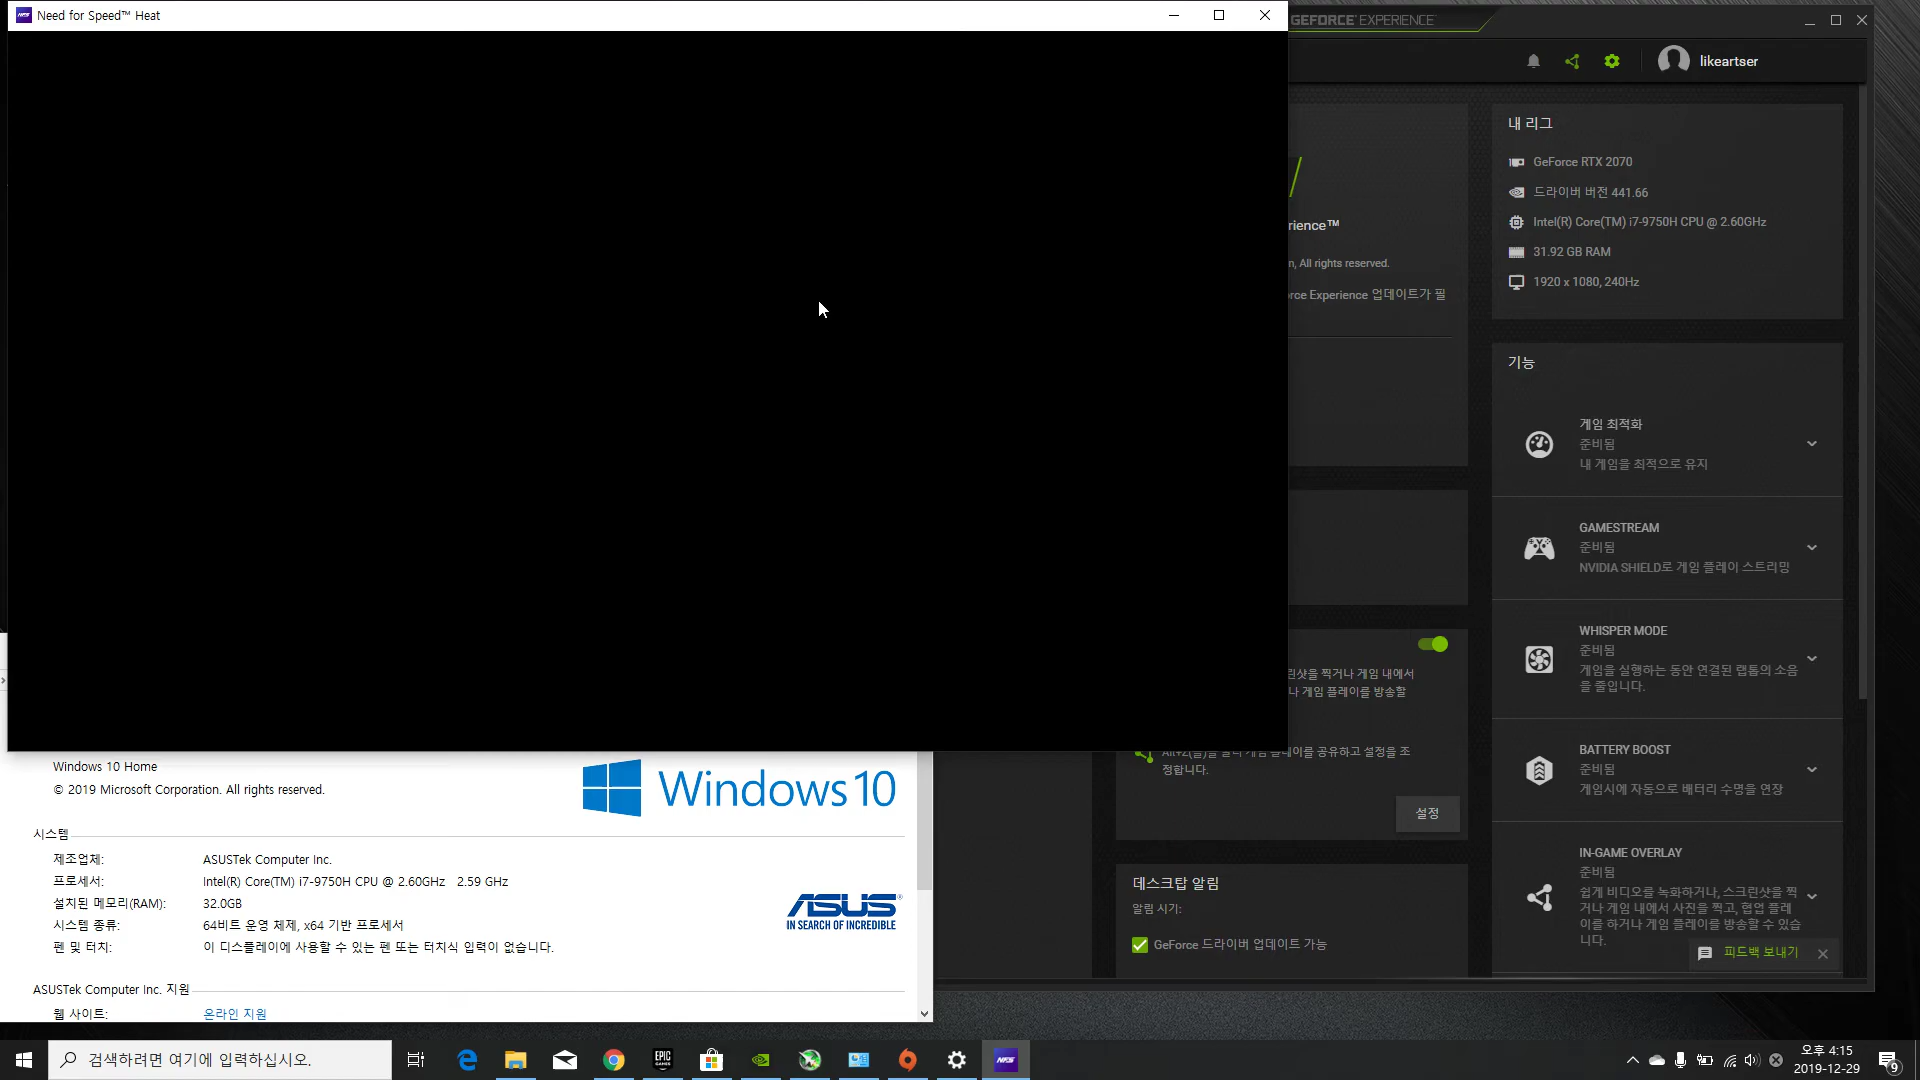 Need for Speed™ Heat
GEFORCE EXPERIENCE
likeartser
내 리그
GeForce RTX 2070
드라이버 버전 441.66
Intel(R) Core(TM) i7-9750H CPU @ 2.60GHz
31.92 GB RAM
1920 x 1080, 240Hz
rience™
n, All rights reserved.
rce Experience 업데이트가 필
기능
게임 최적화
준비됨
내 게임을 최적으로 유지
GAMESTREAM
준비됨
NVIDIA SHIELD로 게임 플레이 스트리밍
WHISPER MODE
준비됨
게임을 실행하는 동안 연결된 랩톱의 소음
을 줄입니다.
BATTERY BOOST
준비됨
게임시에 자동으로 배터리 수명을 연장
IN-GAME OVERLAY
준비됨
쉽게 비디오를 녹화하거나, 스크린샷을 찍
거나 게임 내에서 사진을 찍고, 협업 플레
이를 하거나 게임 플레이를 방송할 수 있습
니다.
피드백 보내기
린샷을 찍거나 게임 내에서
나 게임 플레이를 방송할
플레이를 공유하고 설정을 조
정합니다.
설정
데스크탑 알림
알림 시기:
GeForce 드라이버 업데이트 가능
Windows 10 Home
© 2019 Microsoft Corporation. All rights reserved.
Windows 10
시스템
제조업체: ASUSTek Computer Inc.
프로세서: Intel(R) Core(TM) i7-9750H CPU @ 2.60GHz 2.59 GHz
설치된 메모리(RAM): 32.0GB
시스템 종류: 64비트 운영 체제, x64 기반 프로세서
펜 및 터치: 이 디스플레이에 사용할 수 있는 펜 또는 터치식 입력이 없습니다.
ASUS
IN SEARCH OF INCREDIBLE
ASUSTek Computer Inc. 지원
웹 사이트: 온라인 지원
검색하려면 여기에 입력하십시오.
EPIC
GAMES
NFS
오후 4:15
2019-12-29
9